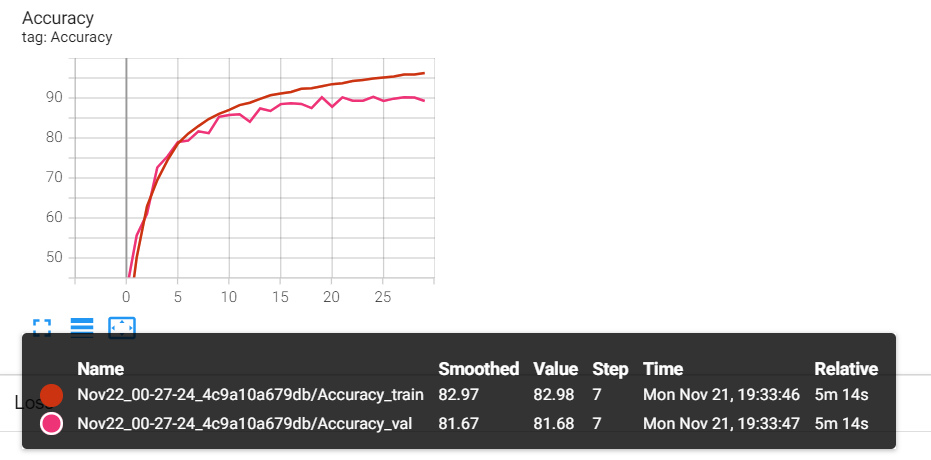 Accuracy
tag: Accuracy
90
80
70
60
50
0 5 10 15 20 25
Name Smoothed Value Step Time Relative
Nov22_00-27-24_4c9a10a679db/Accuracy_train 82.97 82.98 7 Mon Nov 21, 19:33:46 5m 14s
Nov22_00-27-24_4c9a10a679db/Accuracy_val 81.67 81.68 7 Mon Nov 21, 19:33:47 5m 14s